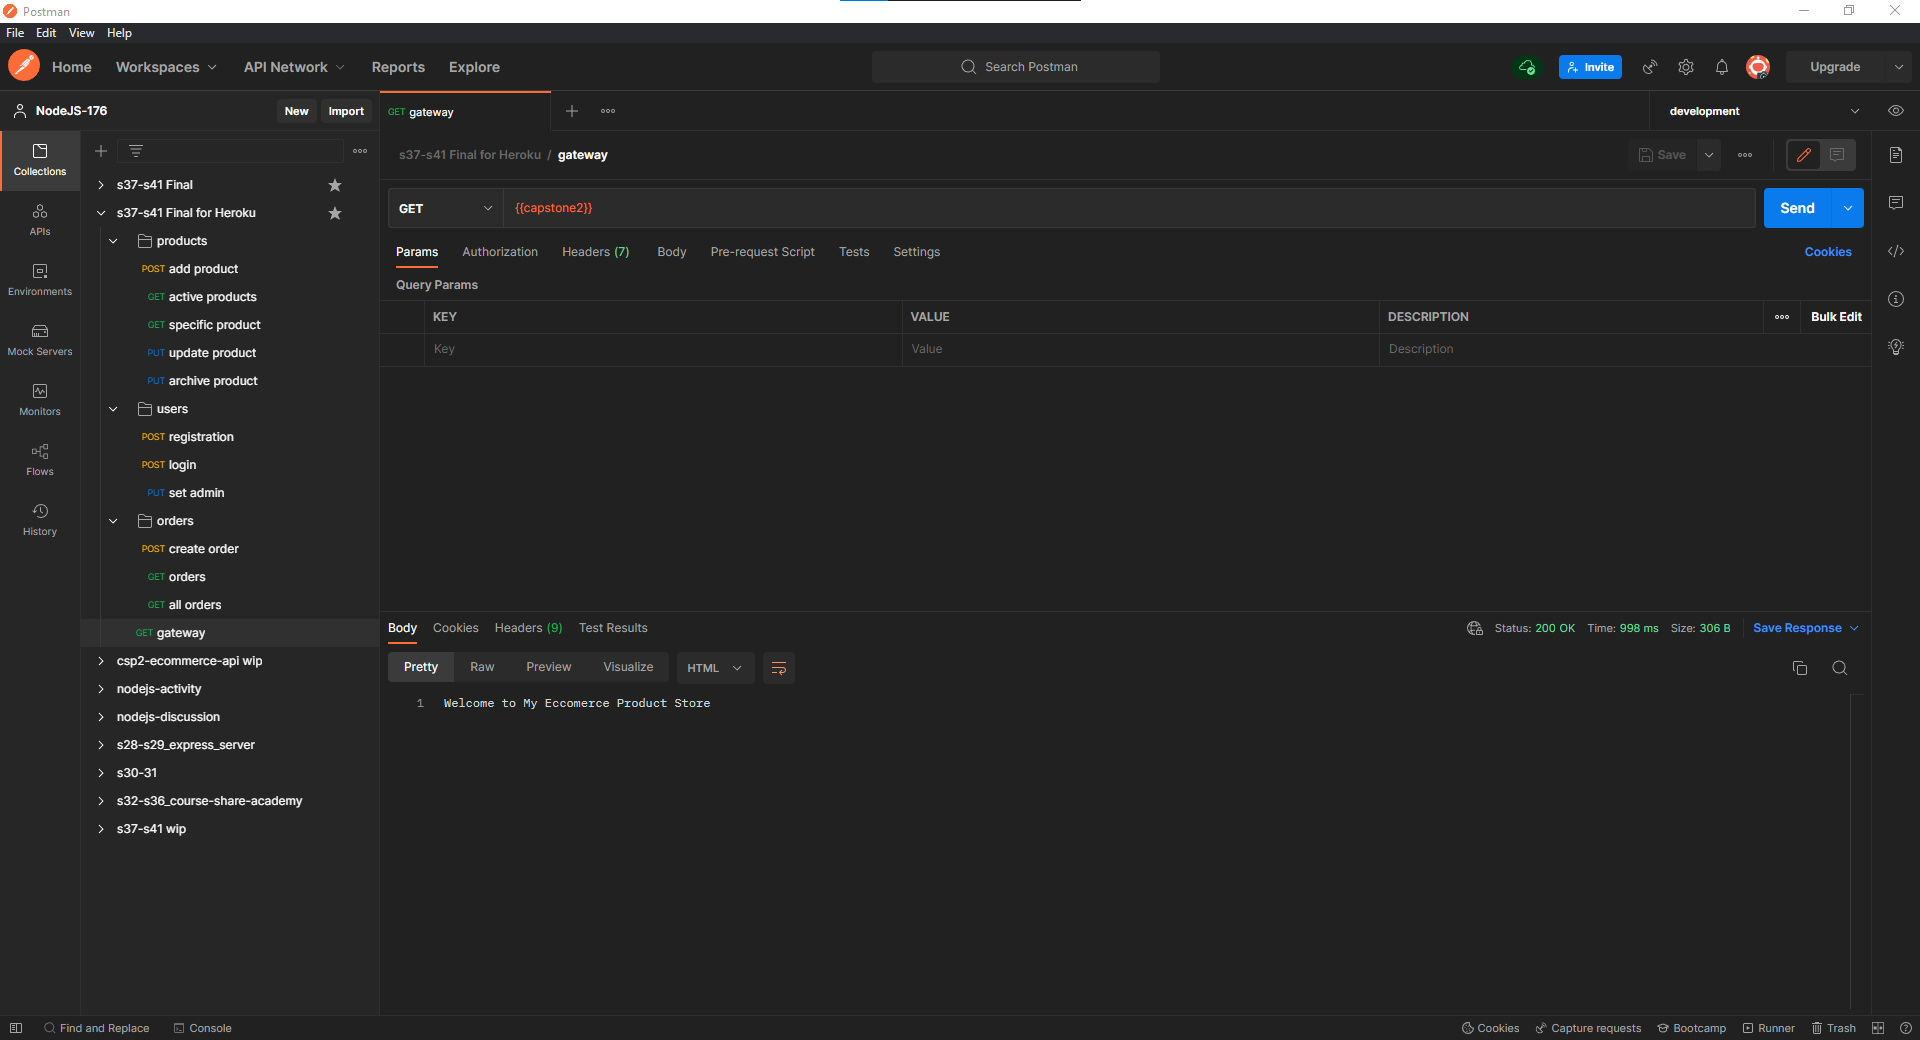 Postman
File Edit View Help
Home Workspaces API Network Reports Explore Search Postman Invite Upgrade
NodeJS-176 New Import GET gateway development
s37-s41 Final for Heroku / gateway Save
Collections
APIs
Environments
Mock Servers
Monitors
Flows
History
s37-s41 Final
s37-s41 Final for Heroku
products
POST add product
GET active products
GET specific product
PUT update product
PUT archive product
users
POST registration
POST login
PUT set admin
orders
POST create order
GET orders
GET all orders
GET gateway
csp2-ecommerce-api wip
nodejs-activity
nodejs-discussion
s28-s29_express_server
s30-31
s32-s36_course-share-academy
s37-s41 wip
GET {{capstone2}} Send
Params Authorization Headers (7) Body Pre-request Script Tests Settings Cookies
Query Params
KEY VALUE DESCRIPTION Bulk Edit
Key Value Description
Body Cookies Headers (9) Test Results Status: 200 OK Time: 998 ms Size: 306 B Save Response
Pretty Raw Preview Visualize HTML
1 Welcome to My Eccomerce Product Store
Find and Replace Console Cookies Capture requests Bootcamp Runner Trash